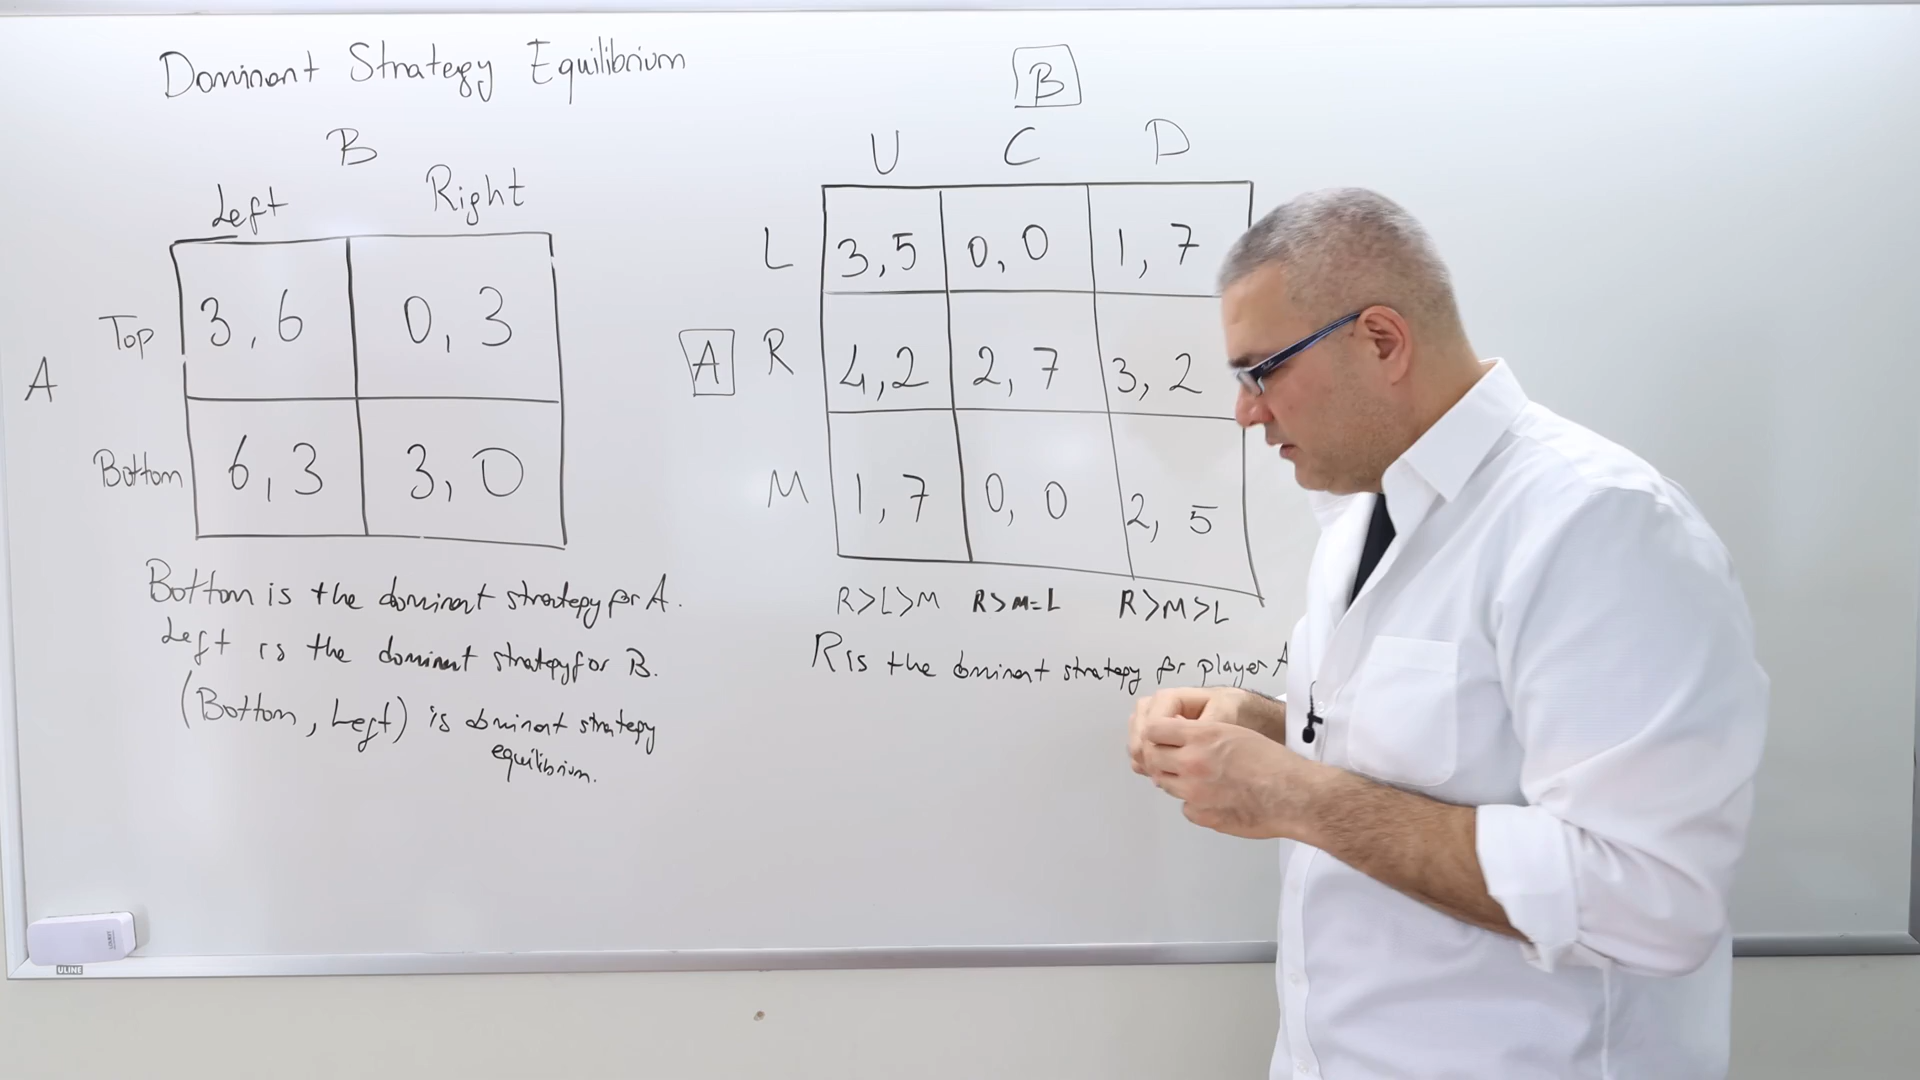 Dominant Strategy Equilibrium
B
Left Right
A
Top 3,6 0,3
Bottom 6,3 3,0
Bottom is the dominant strategy for A.
Left is the dominant strategy for B.
(Bottom, Left) is dominant strategy
equilibrium.
B
U C D
A
L 3,5 0,0 1,7
R 4,2 2,7 3,2
M 1,7 0,0 2,5
R>L>M R>M=L R>M>L
R is the dominant strategy for player A
ULINE